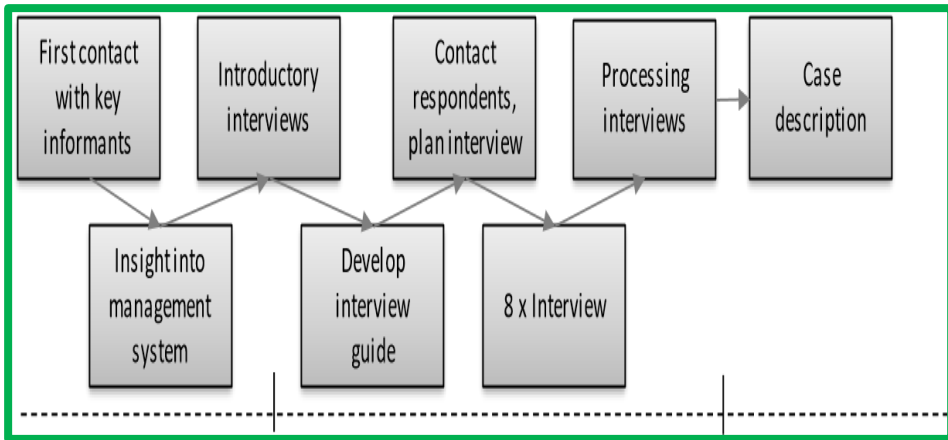 First contact
with key
informants
Introductory
interviews
Contact
respondents,
plan interview
Processing
interviews
Case
description
Insight into
management
system
Develop
interview
guide
8 x Interview